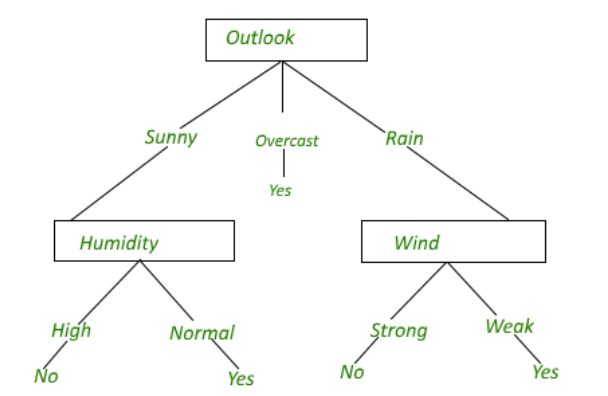 Outlook
Sunny
Overcast
Rain
Yes
Humidity
Wind
High
Normal
Strong
Weak
No
Yes
No
Yes